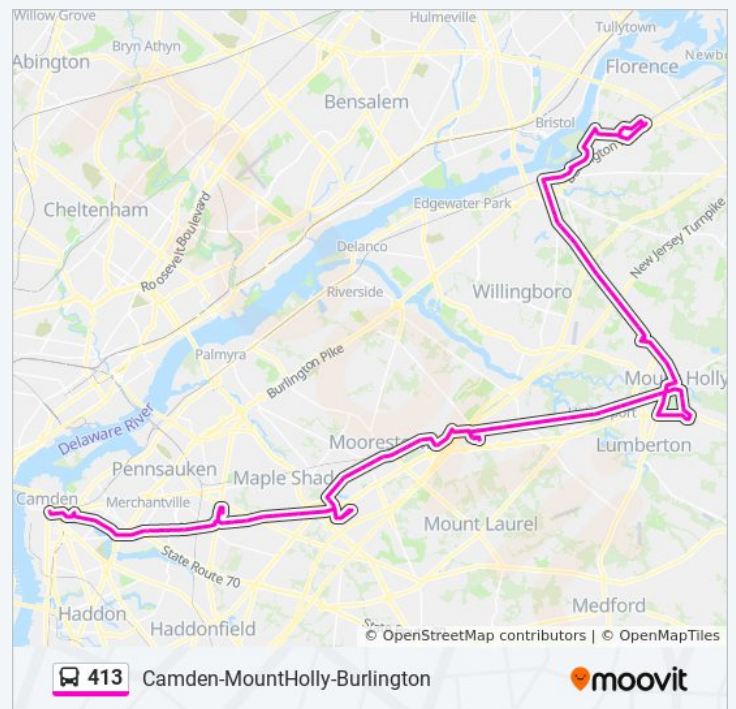 Willow Grove
Hulmeville
Tullytown
Bryn Athyn
Abington
Florence
Bensalem
Bristol
Cheltenham
Roosevelt Boulevard
Edgewater Park
New Jersey Turnpike
Delanco
Riverside
Willingboro
Palmyra
Burlington Pike
Delaware River
Lumberton
Pennsauken
Maple Shad
Camden
Merchantville
Mount Laurel
State Route 70
Haddon
Haddonfield
Medford
© OpenStreetMap contributors | © OpenMapTiles
413 Camden-MountHolly-Burlington
moovit